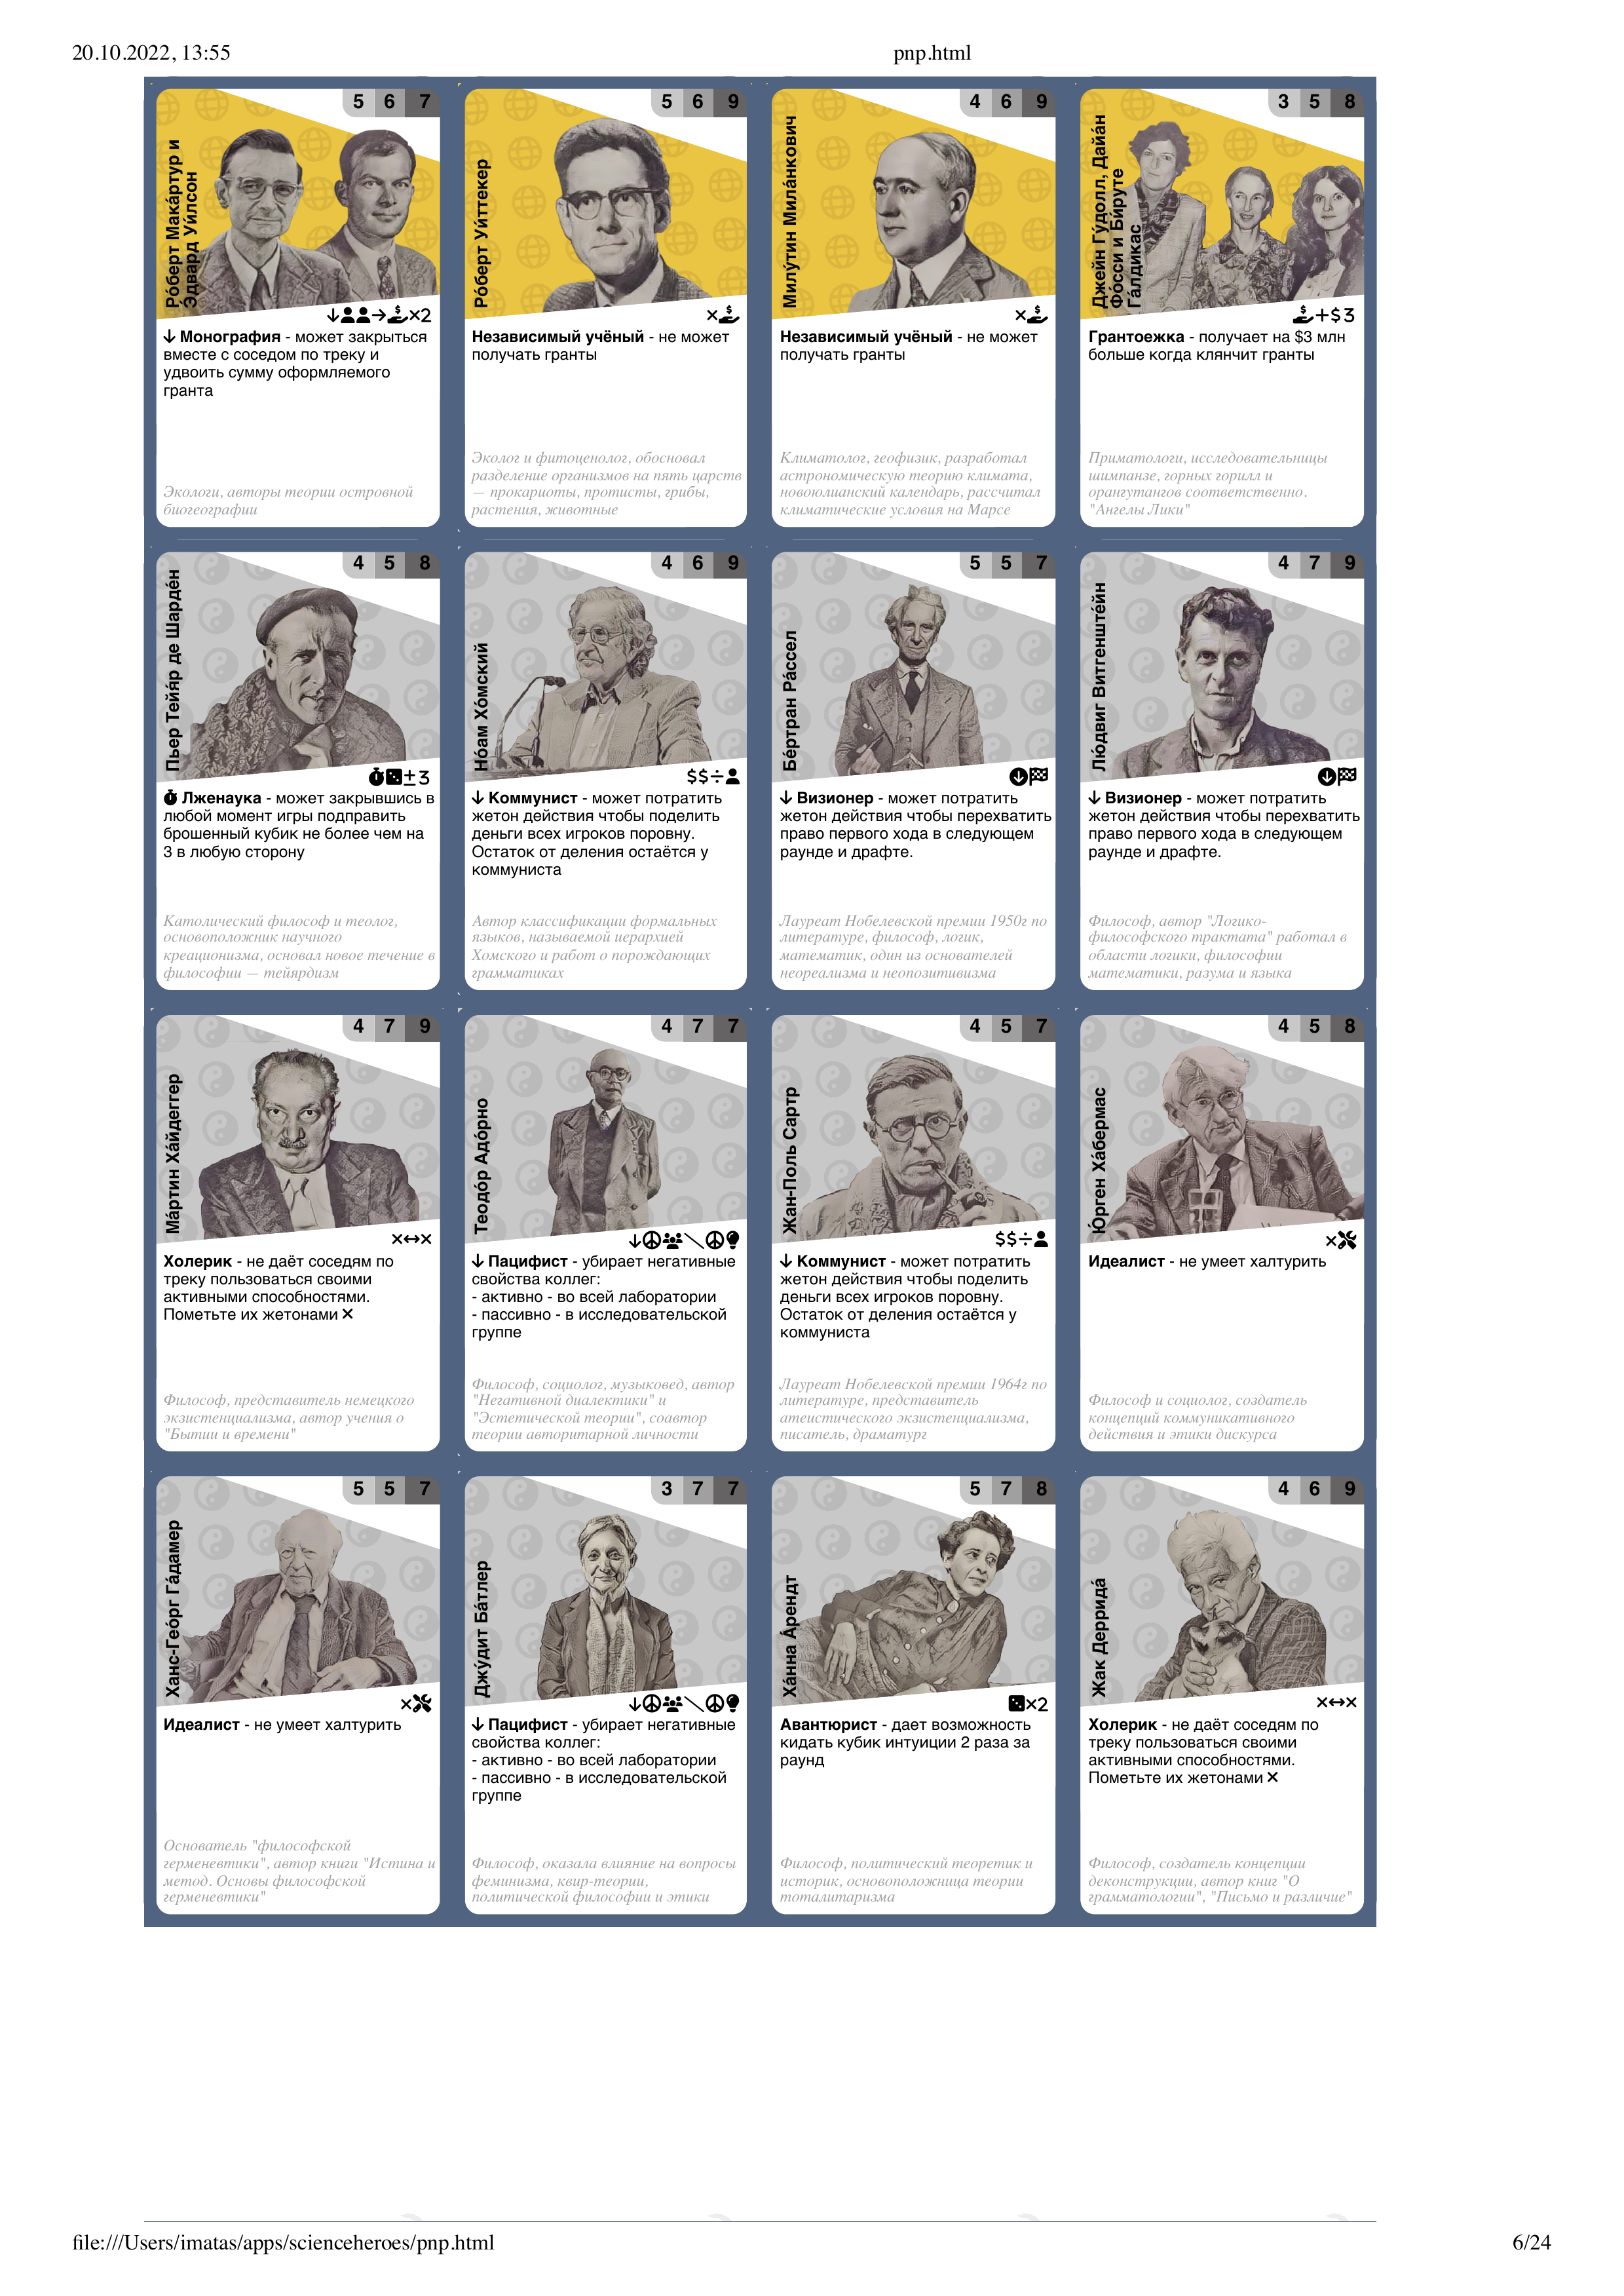 20.10.2022, 13:55
pnp.html
5 6 7
Ро́берт Мака́ртур и
Э́двард Уи́лсон
×2
Монография - может закрыться
вместе с соседом по треку и
удвоить сумму оформляемого
гранта
Экологи, авторы теории островной
биогеографии
5 6 9
Ро́берт Уи́ттекер
×$
Независимый учёный - не может
получать гранты
Эколог и фитоценолог, обосновал
разделение организмов на пять царств
— прокариоты, протисты, грибы,
растения, животные
4 6 9
Милу́тин Мила́нкович
×$
Независимый учёный - не может
получать гранты
Климатолог, геофизик, разработал
астрономическую теорию климата,
новоюлианский календарь, рассчитал
климатические условия на Марсе
3 5 8
Дже́йн Гу́долл, Дайа́н
Фо́сси и Би́руте
Га́лдикас
+$3
Грантоежка - получает на $3 млн
больше когда клянчит гранты
Приматологи, исследовательницы
шимпанзе, горных горилл и
орангутангов соответственно.
"Ангелы Лики"
4 5 8
Пьер Тейя́р де Шарде́н
±3
Лженаука - может закрывшись в
любой момент игры подправить
брошенный кубик не более чем на
3 в любую сторону
Католический философ и теолог,
основоположник научного
креационизма, основал новое течение в
философии — тейярдизм
4 6 9
Но́ам Хо́мский
$$÷
Коммунист - может потратить
жетон действия чтобы поделить
деньги всех игроков поровну.
Остаток от деления остаётся у
коммуниста
Автор классификации формальных
языков, называемой иерархией
Хомского и работ о порождающих
грамматиках
5 5 7
Бе́ртран Ра́ссел
Визионер - может потратить
жетон действия чтобы перехватить
право первого хода в следующем
раунде и драфте.
Лауреат Нобелевской премии 1950г по
литературе, философ, логик,
математик, один из основателей
неореализма и неопозитивизма
4 7 9
Лю́двиг Витгенште́йн
Визионер - может потратить
жетон действия чтобы перехватить
право первого хода в следующем
раунде и драфте.
Философ, автор "Логико-
философского трактата" работал в
области логики, философии
математики, разума и языка
4 7 9
Ма́ртин Ха́йдеггер
×↔×
Холерик - не даёт соседям по
треку пользоваться своими
активными способностями.
Пометьте их жетонами ×
Философ, представитель немецкого
экзистенциализма, автор учения о
"Бытии и времени"
4 7 7
Теодо́р Адо́рно
Пацифист - убирает негативные
свойства коллег:
- активно - во всей лаборатории
- пассивно - в исследовательской
группе
Философ, социолог, музыковед, автор
"Негативной диалектики" и
"Эстетической теории", соавтор
теории авторитарной личности
4 5 7
Жан-Поль Сартр
$$÷
Коммунист - может потратить
жетон действия чтобы поделить
деньги всех игроков поровну.
Остаток от деления остаётся у
коммуниста
Лауреат Нобелевской премии 1964г по
литературе, представитель
атеистического экзистенциализма,
писатель, драматург
4 5 8
Ю́рген Ха́бермас
×
Идеалист - не умеет халтурить
Философ и социолог, создатель
концепций коммуникативного
действия и этики дискурса
5 5 7
Ханс-Гео́рг Га́дамер
×
Идеалист - не умеет халтурить
Основатель "философской
герменевтики", автор книги "Истина и
метод. Основы философской
герменевтики"
3 7 7
Джу́дит Ба́тлер
Пацифист - убирает негативные
свойства коллег:
- активно - во всей лаборатории
- пассивно - в исследовательской
группе
Философ, оказала влияние на вопросы
феминизма, квир-теории,
политической философии и этики
5 7 8
Ха́нна А́рендт
×2
Авантюрист - дает возможность
кидать кубик интуиции 2 раза за
раунд
Философ, политический теоретик и
историк, основоположница теории
тоталитаризма
4 6 9
Жак Деррида́
×↔×
Холерик - не даёт соседям по
треку пользоваться своими
активными способностями.
Пометьте их жетонами ×
Философ, создатель концепции
деконструкции, автор книг "О
грамматологии", "Письмо и различие"
file:///Users/imatas/apps/scienceheroes/pnp.html
6/24